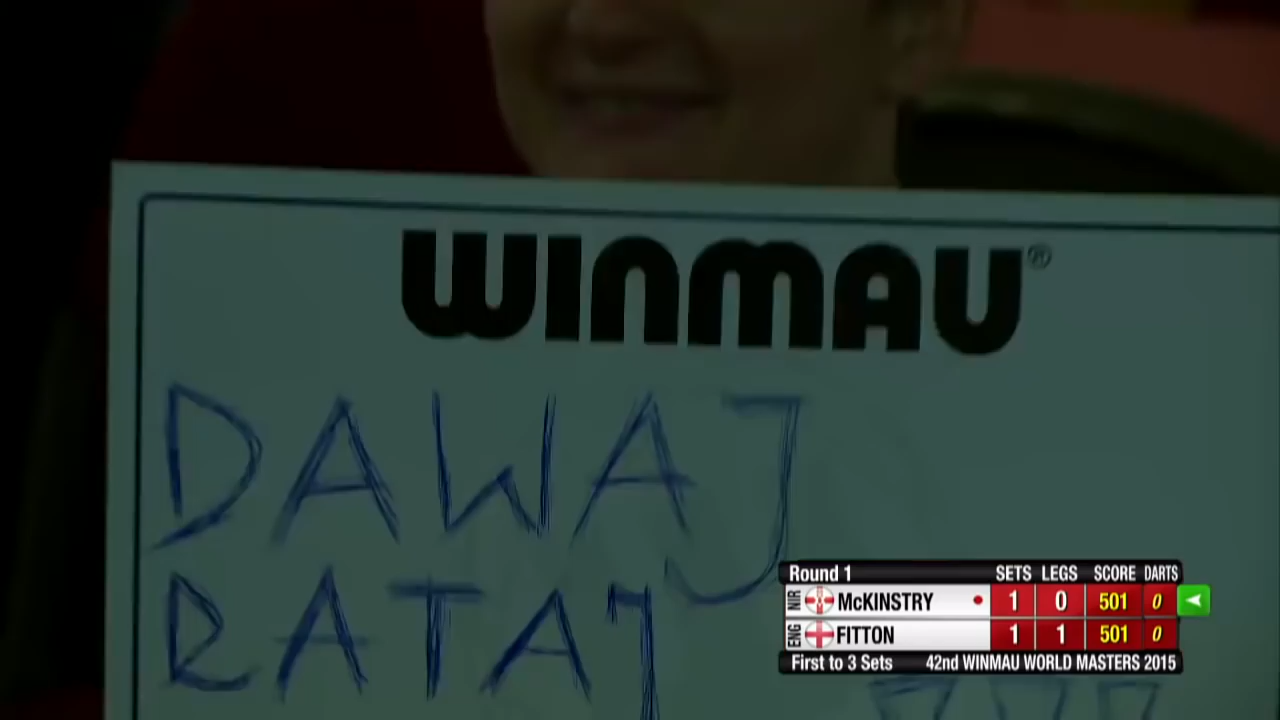 WINMAU®
DAWAJ
RATAJ
Round 1 SETS LEGS SCORE DARTS
NIR McKINSTRY 1 0 501 0
ENG FITTON 1 1 501 0
First to 3 Sets 42nd WINMAU WORLD MASTERS 2015